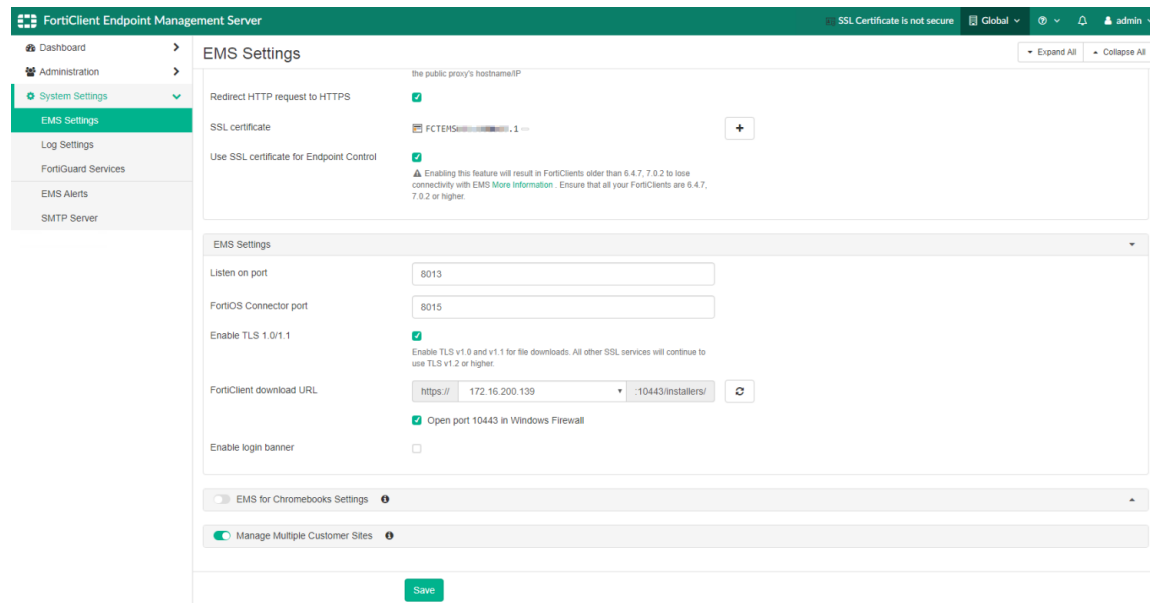 FortiClient Endpoint Management Server
SSL Certificate is not secure
Global
admin
Dashboard
Administration
System Settings
EMS Settings
Log Settings
FortiGuard Services
EMS Alerts
SMTP Server
EMS Settings
Expand All
Collapse All
the public proxy's hostname/IP
Redirect HTTP request to HTTPS
SSL certificate
FCTEMS
.1
+
Use SSL certificate for Endpoint Control
Enabling this feature will result in FortiClients older than 6.4.7, 7.0.2 to lose
connectivity with EMS More Information . Ensure that all your FortiClients are 6.4.7,
7.0.2 or higher.
EMS Settings
Listen on port
8013
FortiOS Connector port
8015
Enable TLS 1.0/1.1
Enable TLS v1.0 and v1.1 for file downloads. All other SSL services will continue to
use TLS v1.2 or higher.
FortiClient download URL
https://
172.16.200.139
:10443/installers/
Open port 10443 in Windows Firewall
Enable login banner
EMS for Chromebooks Settings
Manage Multiple Customer Sites
Save